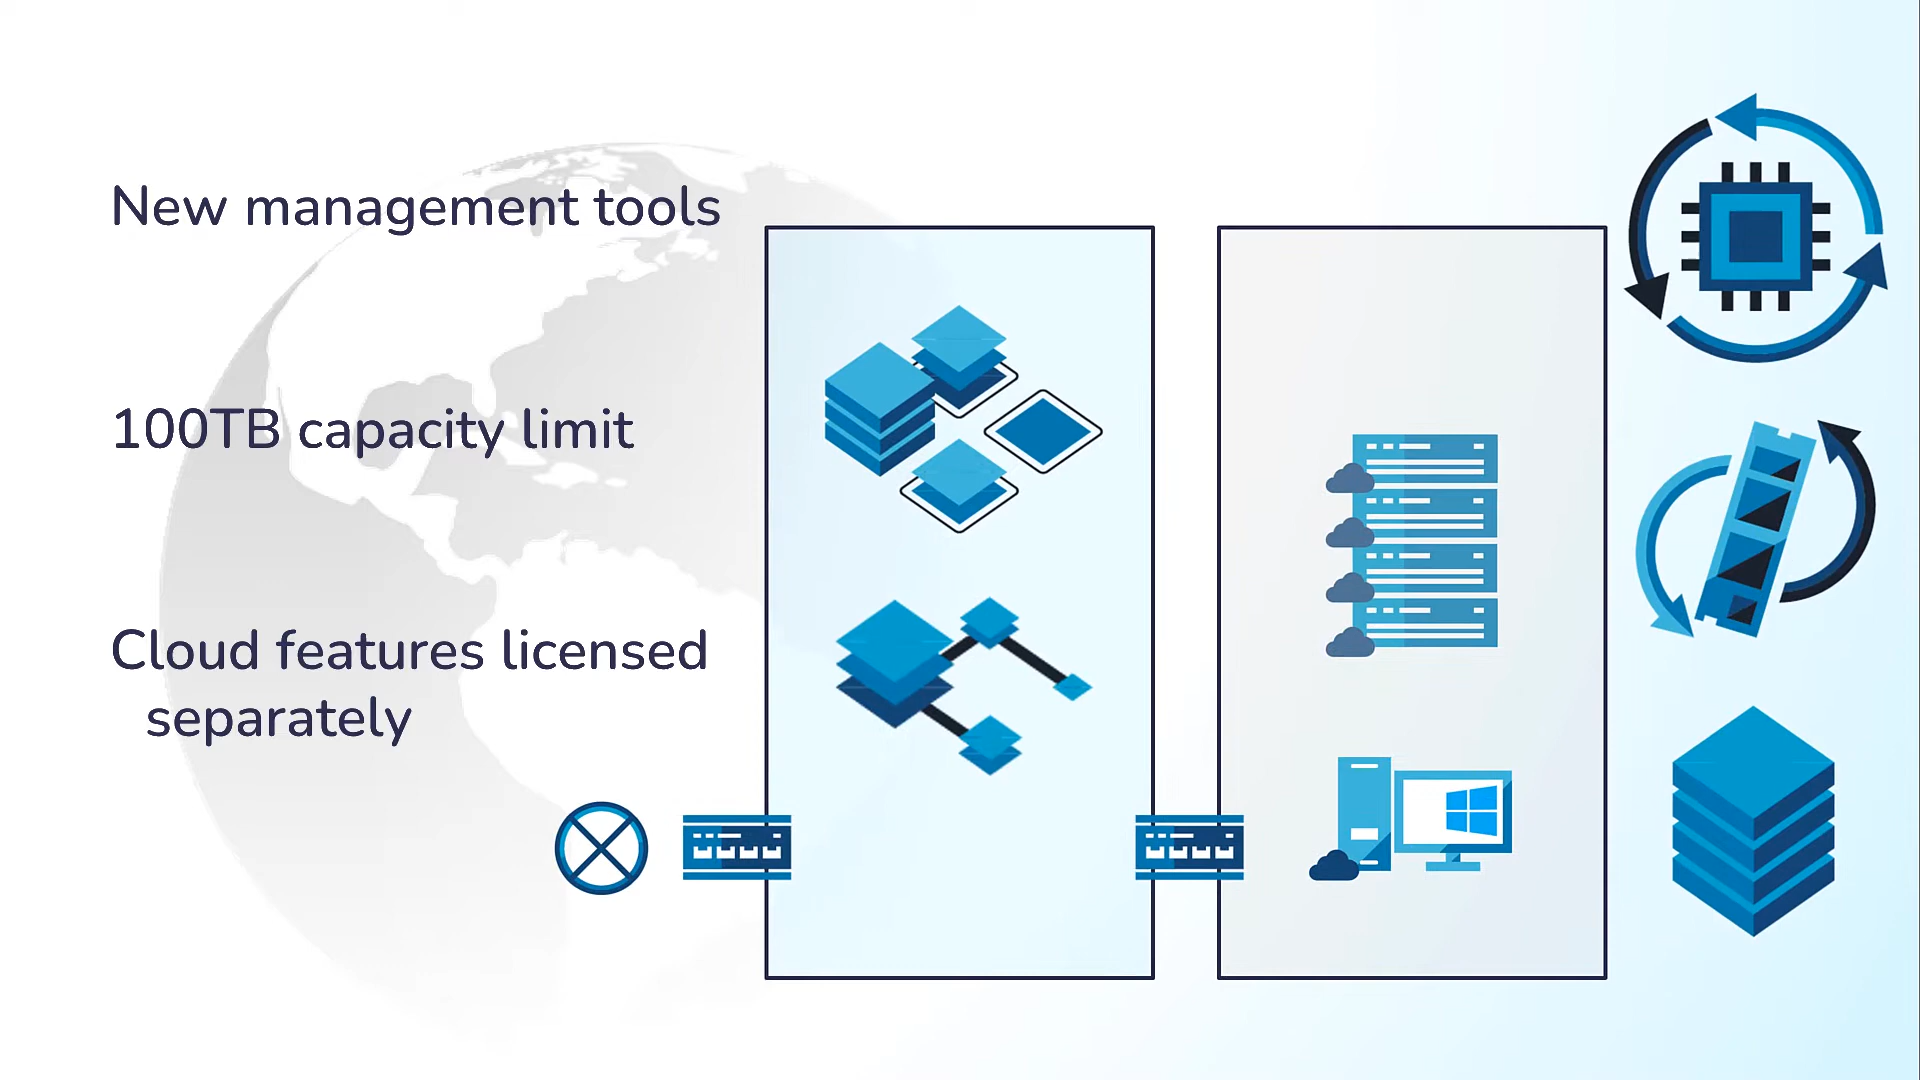 New management tools
100TB capacity limit
Cloud features licensed
separately